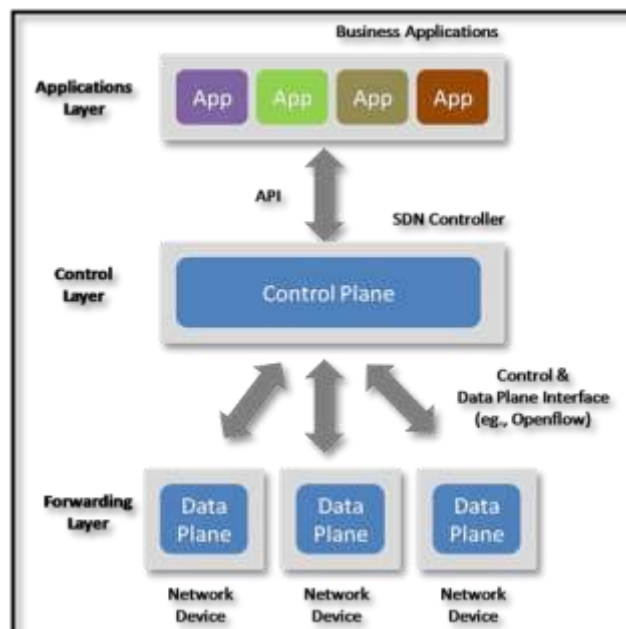 Business Applications
Applications
Layer
App App App App
API
SDN Controller
Control
Layer
Control Plane
Control &
Data Plane Interface
(eg., Openflow)
Forwarding
Layer
Data
Plane
Data
Plane
Data
Plane
Network
Device
Network
Device
Network
Device